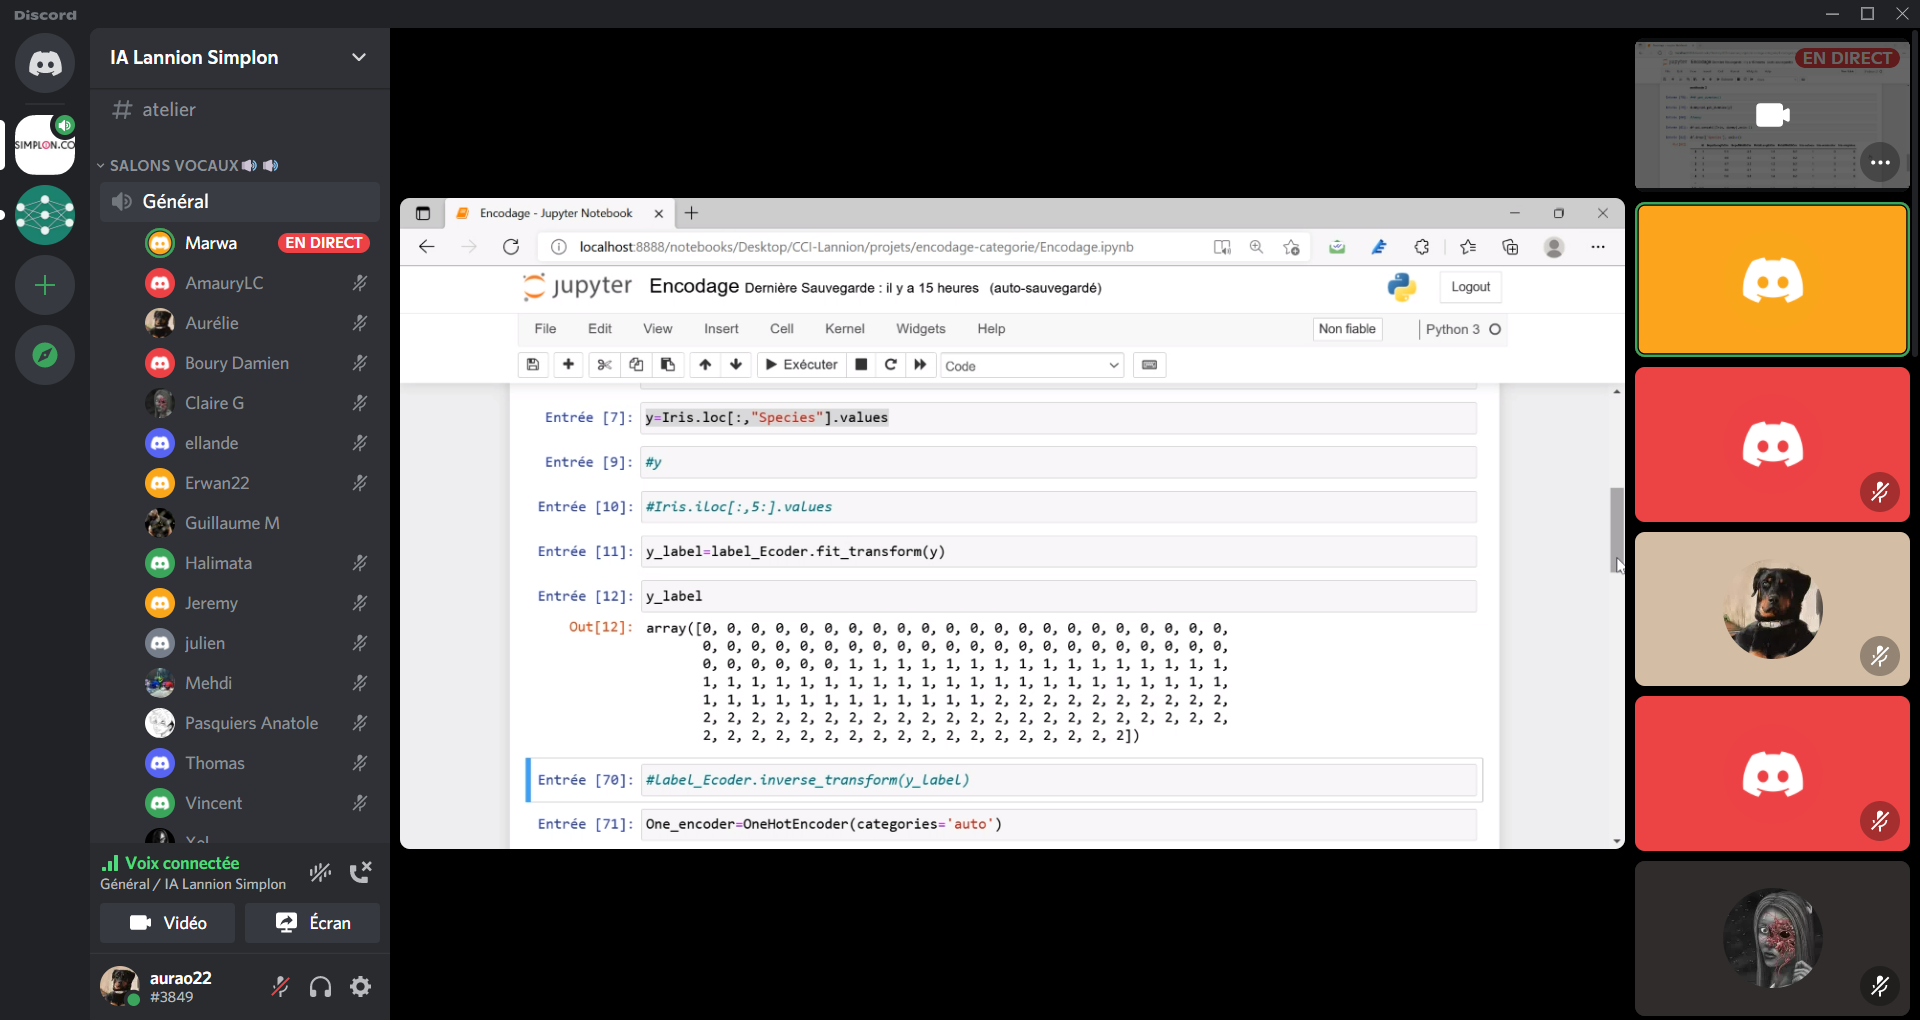 Discord
IA Lannion Simplon
# atelier
SIMPLON.CO
SALONS VOCAUX
Général
Marwa EN DIRECT
AmauryLC
Aurélie
Boury Damien
Claire G
ellande
Erwan22
Guillaume M
Halimata
Jeremy
julien
Mehdi
Pasquiers Anatole
Thomas
Vincent
Voix connectée
Général / IA Lannion Simplon
Vidéo
Écran
aurao22
#3849
Encodage - Jupyter Notebook
localhost:8888/notebooks/Desktop/CCI-Lannion/projets/encodage-categorie/Encodage.ipynb
jupyter Encodage Dernière Sauvegarde : il y a 15 heures (auto-sauvegardé)
Logout
File Edit View Insert Cell Kernel Widgets Help
Non fiable
Python 3
Exécuter
Code
Entrée [7]: y=Iris.loc[:,"Species"].values
Entrée [9]: #y
Entrée [10]: #Iris.iloc[:,5:].values
Entrée [11]: y_label=label_Ecoder.fit_transform(y)
Entrée [12]: y_label
Out[12]: array([0, 0, 0, 0, 0, 0, 0, 0, 0, 0, 0, 0, 0, 0, 0, 0, 0, 0, 0, 0, 0, 0,
0, 0, 0, 0, 0, 0, 0, 0, 0, 0, 0, 0, 0, 0, 0, 0, 0, 0, 0, 0, 0, 0,
0, 0, 0, 0, 0, 0, 1, 1, 1, 1, 1, 1, 1, 1, 1, 1, 1, 1, 1, 1, 1, 1,
1, 1, 1, 1, 1, 1, 1, 1, 1, 1, 1, 1, 1, 1, 1, 1, 1, 1, 1, 1, 1, 1,
1, 1, 1, 1, 1, 1, 1, 1, 1, 1, 1, 1, 2, 2, 2, 2, 2, 2, 2, 2, 2, 2,
2, 2, 2, 2, 2, 2, 2, 2, 2, 2, 2, 2, 2, 2, 2, 2, 2, 2, 2, 2, 2, 2,
2, 2, 2, 2, 2, 2, 2, 2, 2, 2, 2, 2, 2, 2, 2, 2, 2, 2])
Entrée [70]: #label_Ecoder.inverse_transform(y_label)
Entrée [71]: One_encoder=OneHotEncoder(categories='auto')
EN DIRECT